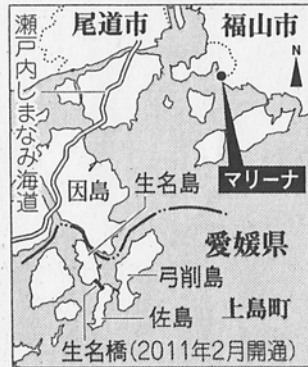 尾道市
福山市
N
瀬戸内しまなみ海道
マリーナ
因島
生名島
愛媛県
弓削島
上島町
佐島
生名橋(2011年2月開通)